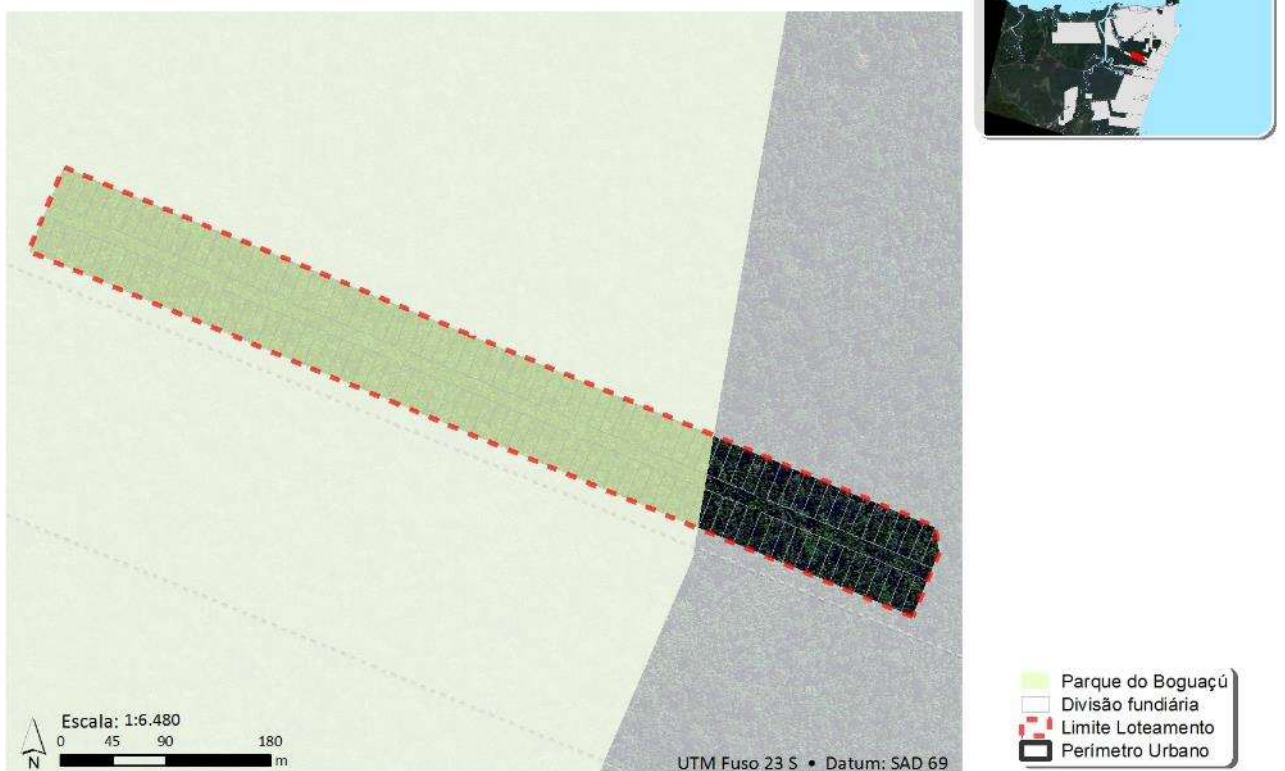 Parque do Boguaçú
Divisão fundiária
Limite Loteamento
Perímetro Urbano
Escala: 1:6.480
0 45 90 180
m
N
UTM Fuso 23 S • Datum: SAD 69